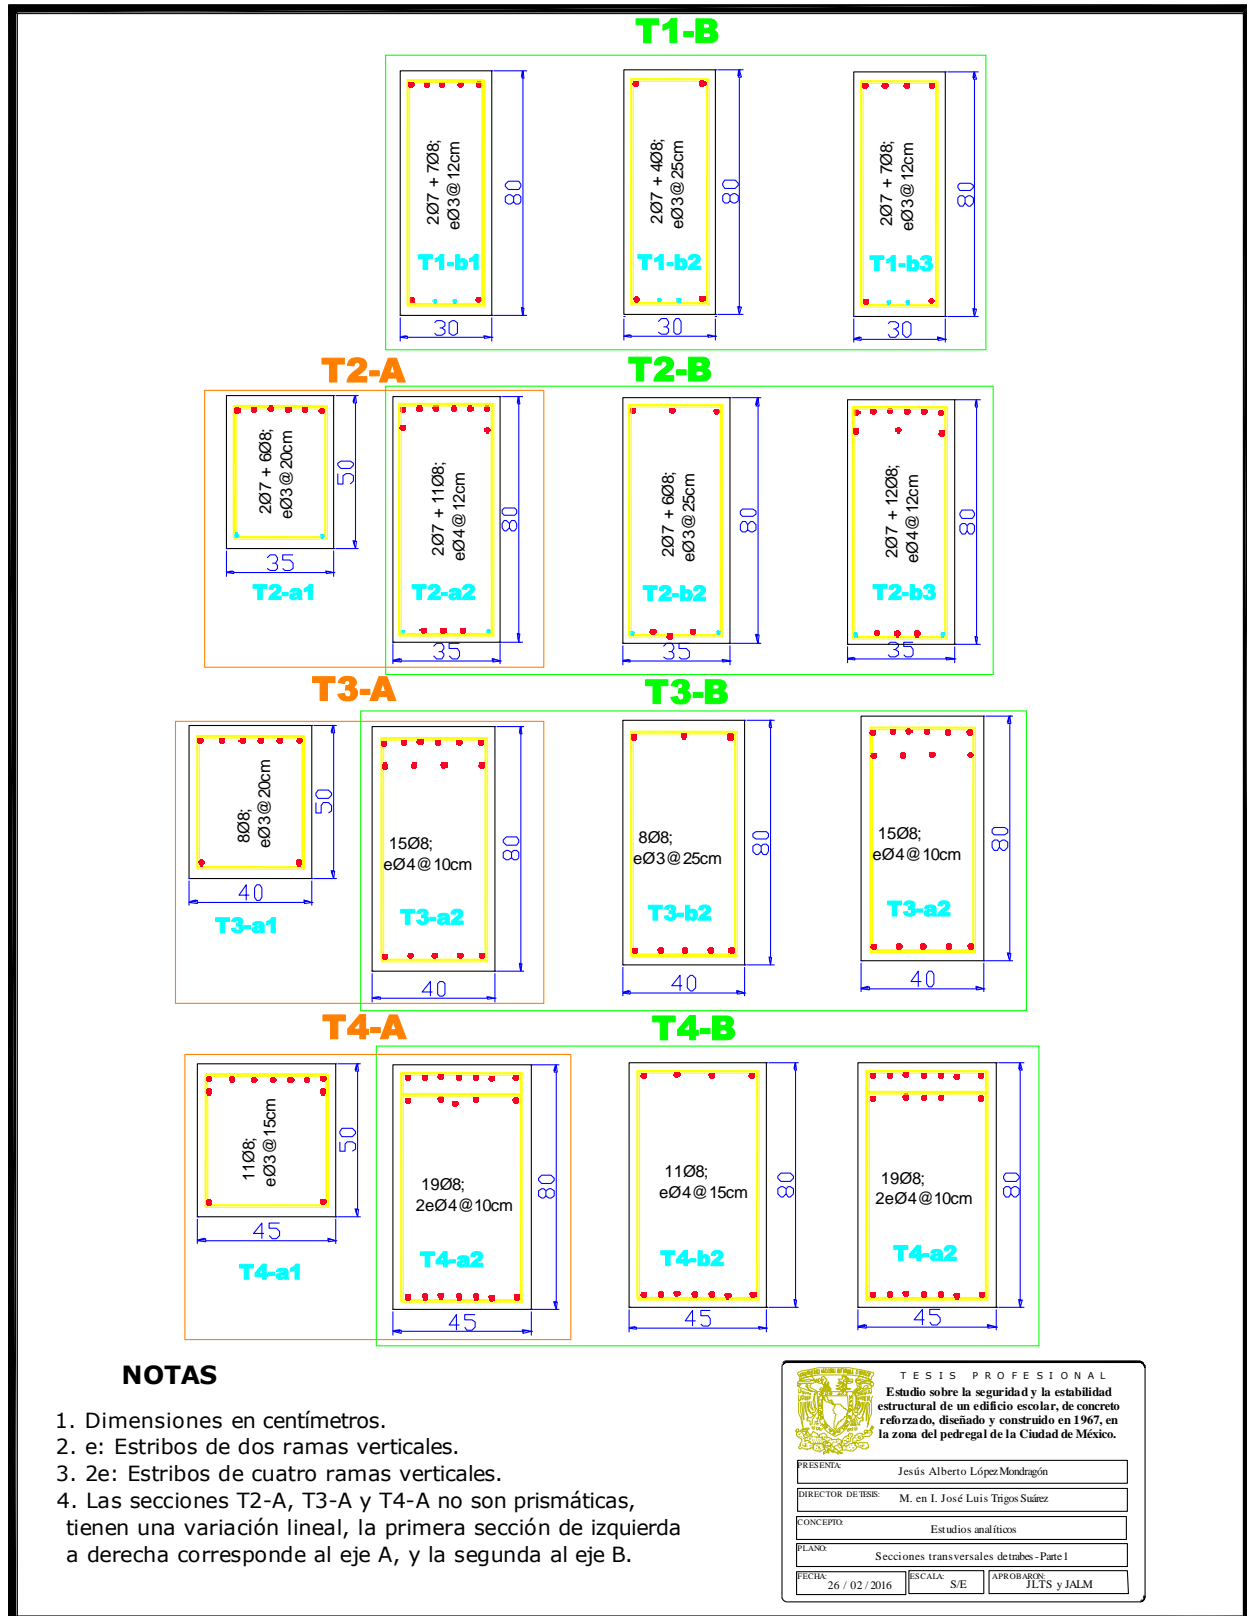 T1-B
2Ø7 + 7Ø8;
eØ3@12cm
T1-b1
80
30
2Ø7 + 4Ø8;
eØ3@25cm
T1-b2
80
30
2Ø7 + 7Ø8;
eØ3@12cm
T1-b3
80
30
T2-A
T2-B
2Ø7 + 6Ø8;
eØ3@20cm
50
35
T2-a1
2Ø7 + 11Ø8;
eØ4@12cm
T2-a2
80
35
2Ø7 + 6Ø8;
eØ3@25cm
T2-b2
80
35
2Ø7 + 12Ø8;
eØ4@12cm
T2-b3
80
35
T3-A
T3-B
8Ø8;
eØ3@20cm
50
40
T3-a1
15Ø8;
eØ4@10cm
T3-a2
80
40
8Ø8;
eØ3@25cm
T3-b2
80
40
15Ø8;
eØ4@10cm
T3-a2
80
40
T4-A
T4-B
11Ø8;
eØ3@15cm
50
45
T4-a1
19Ø8;
2eØ4@10cm
T4-a2
80
45
11Ø8;
eØ4@15cm
T4-b2
80
45
19Ø8;
2eØ4@10cm
T4-a2
80
45
NOTAS
1. Dimensiones en centímetros.
2. e: Estribos de dos ramas verticales.
3. 2e: Estribos de cuatro ramas verticales.
4. Las secciones T2-A, T3-A y T4-A no son prismáticas,
tienen una variación lineal, la primera sección de izquierda
a derecha corresponde al eje A, y la segunda al eje B.
TESIS PROFESIONAL
Estudio sobre la seguridad y la estabilidad
estructural de un edificio escolar, de concreto
reforzado, diseñado y construido en 1967, en
la zona del pedregal de la Ciudad de México.
PRESENTA:
Jesús Alberto López Mondragón
DIRECTOR DE TESIS:
M. en I. José Luis Trigos Suárez
CONCEPTO:
Estudios analíticos
PLANO:
Secciones transversales de trabes - Parte 1
FECHA:
26 / 02 / 2016
ESCALA:
S/E
APROBARON:
JLTS y JALM